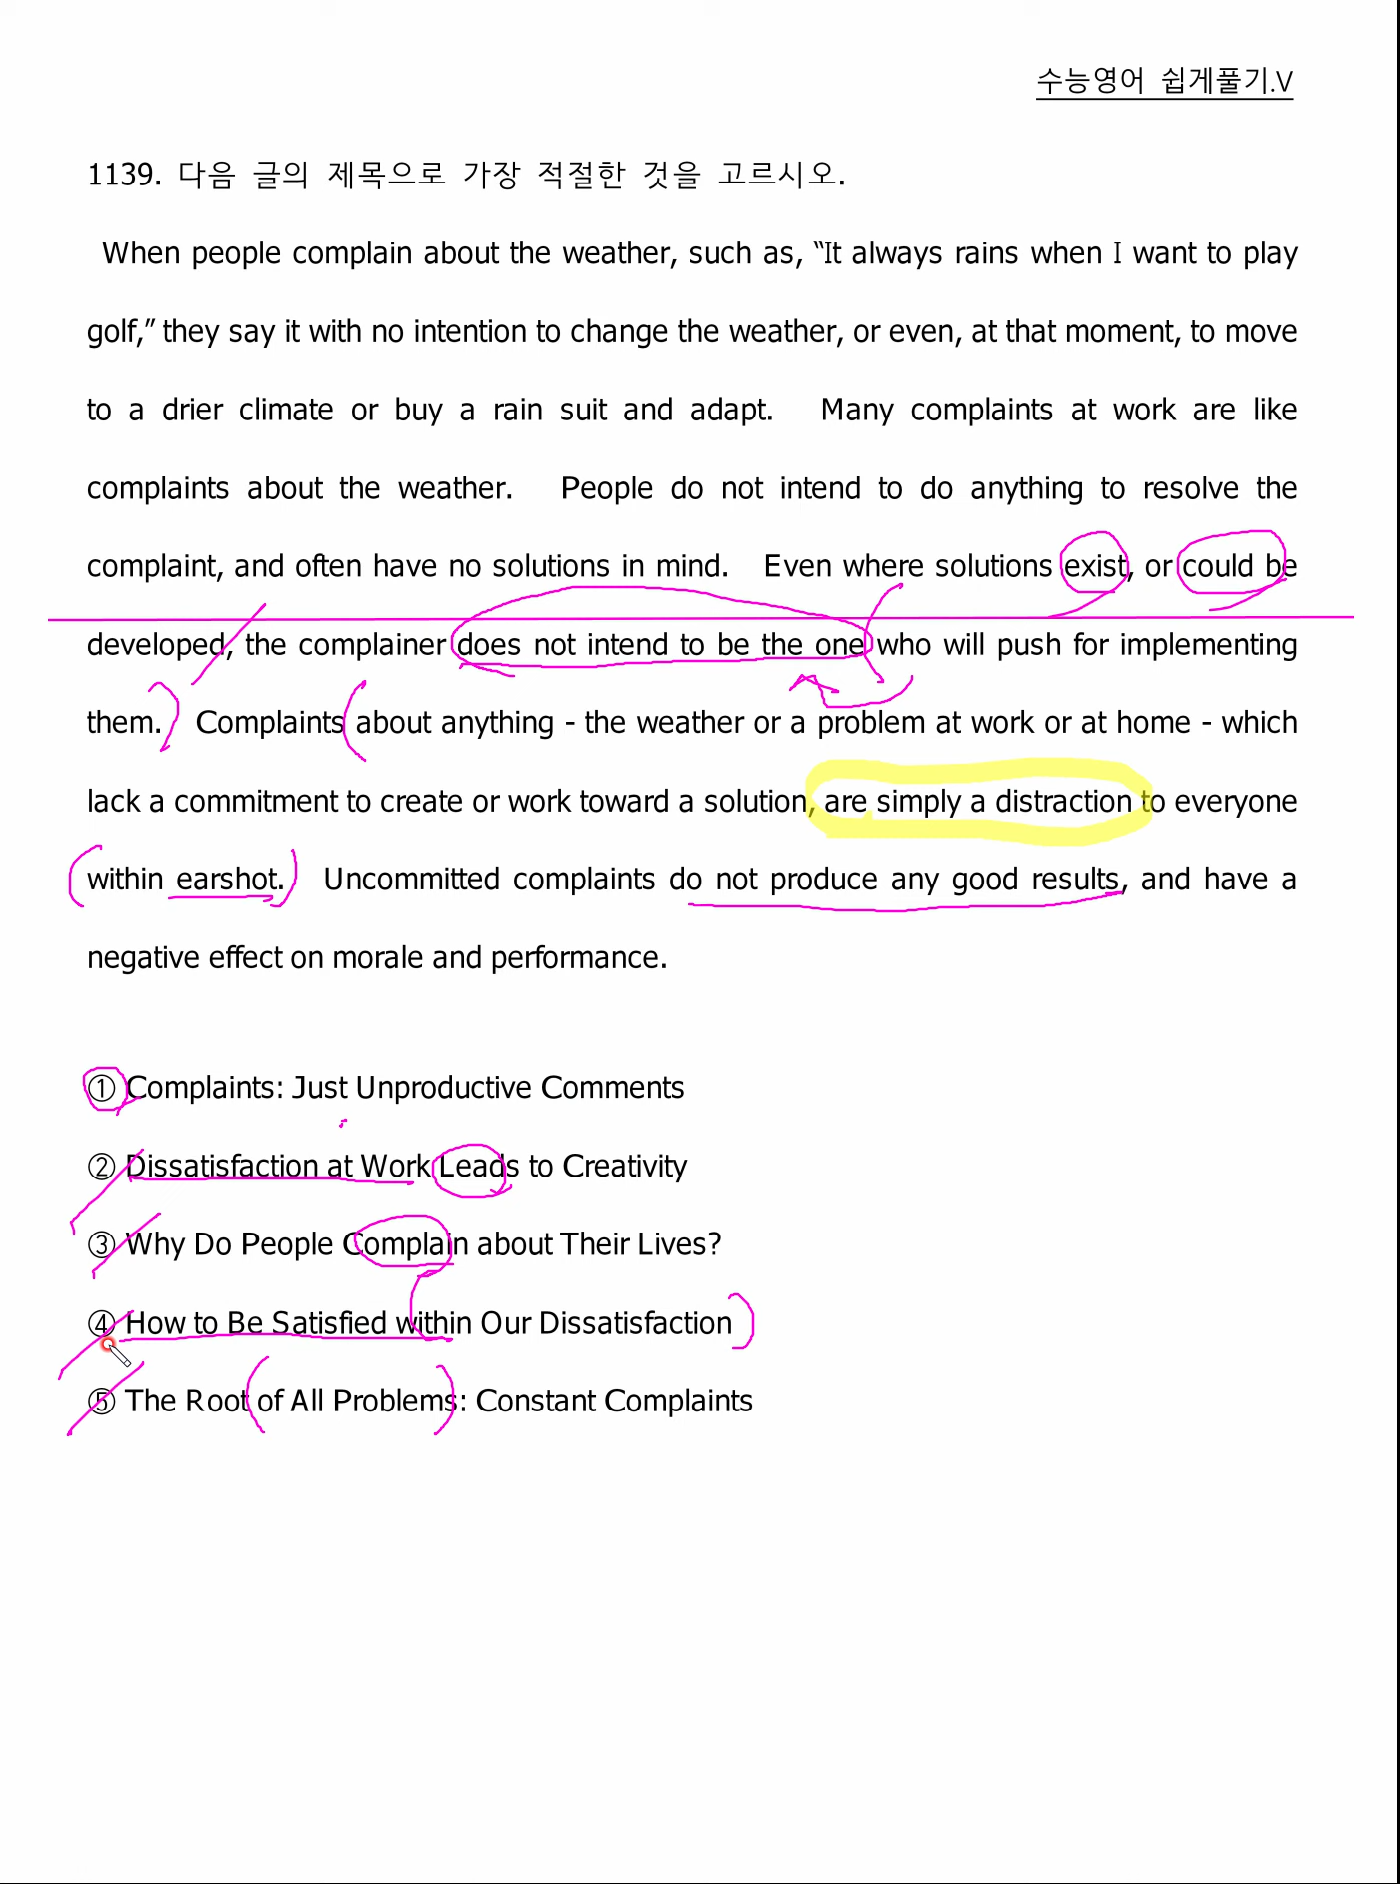 수능영어 쉽게풀기.V
1139. 다음 글의 제목으로 가장 적절한 것을 고르시오.
When people complain about the weather, such as, “It always rains when I want to play
golf,” they say it with no intention to change the weather, or even, at that moment, to move
to a drier climate or buy a rain suit and adapt. Many complaints at work are like
complaints about the weather. People do not intend to do anything to resolve the
complaint, and often have no solutions in mind. Even where solutions exist, or could be
developed, the complainer does not intend to be the one who will push for implementing
them. Complaints about anything - the weather or a problem at work or at home - which
lack a commitment to create or work toward a solution, are simply a distraction to everyone
within earshot. Uncommitted complaints do not produce any good results, and have a
negative effect on morale and performance.
① Complaints: Just Unproductive Comments
② Dissatisfaction at Work Leads to Creativity
③ Why Do People Complain about Their Lives?
④ How to Be Satisfied within Our Dissatisfaction
⑤ The Root of All Problems: Constant Complaints